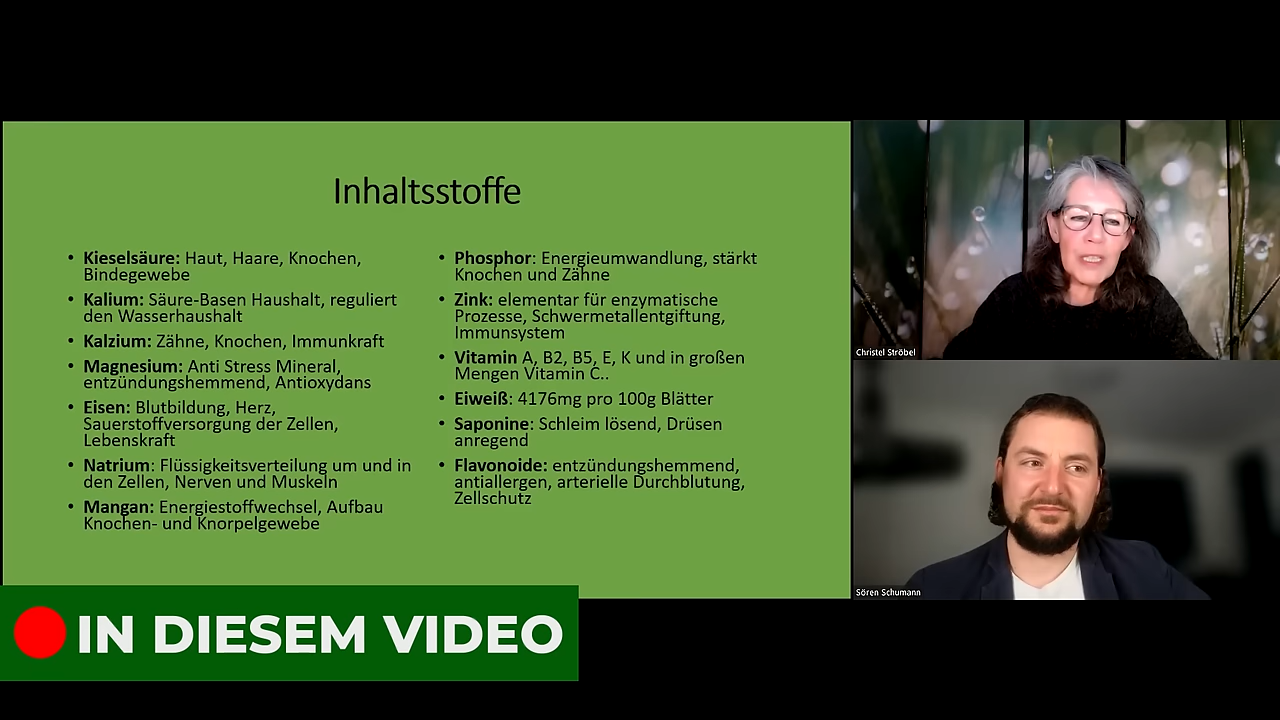 Inhaltsstoffe
• Kieselsäure: Haut, Haare, Knochen,
Bindegewebe
• Kalium: Säure-Basen Haushalt, reguliert
den Wasserhaushalt
• Kalzium: Zähne, Knochen, Immunkraft
• Magnesium: Anti Stress Mineral,
entzündungshemmend, Antioxydans
• Eisen: Blutbildung, Herz,
Sauerstoffversorgung der Zellen,
Lebenskraft
• Natrium: Flüssigkeitsverteilung um und in
den Zellen, Nerven und Muskeln
• Mangan: Energiestoffwechsel, Aufbau
Knochen- und Knorpelgewebe
• Phosphor: Energieumwandlung, stärkt
Knochen und Zähne
• Zink: elementar für enzymatische
Prozesse, Schwermetallentgiftung,
Immunsystem
• Vitamin A, B2, B5, E, K und in großen
Mengen Vitamin C..
• Eiweiß: 4176mg pro 100g Blätter
• Saponine: Schleim lösend, Drüsen
anregend
• Flavonoide: entzündungshemmend,
antiallergen, arterielle Durchblutung,
Zellschutz
Christel Ströbel
Sören Schumann
IN DIESEM VIDEO